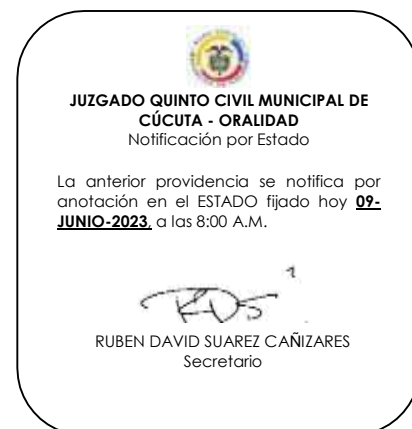 JUZGADO QUINTO CIVIL MUNICIPAL DE
CÚCUTA - ORALIDAD
Notificación por Estado
La anterior providencia se notifica por
anotación en el ESTADO fijado hoy 09-
JUNIO-2023, a las 8:00 A.M.
RDS
RUBEN DAVID SUAREZ CAÑIZARES
Secretario